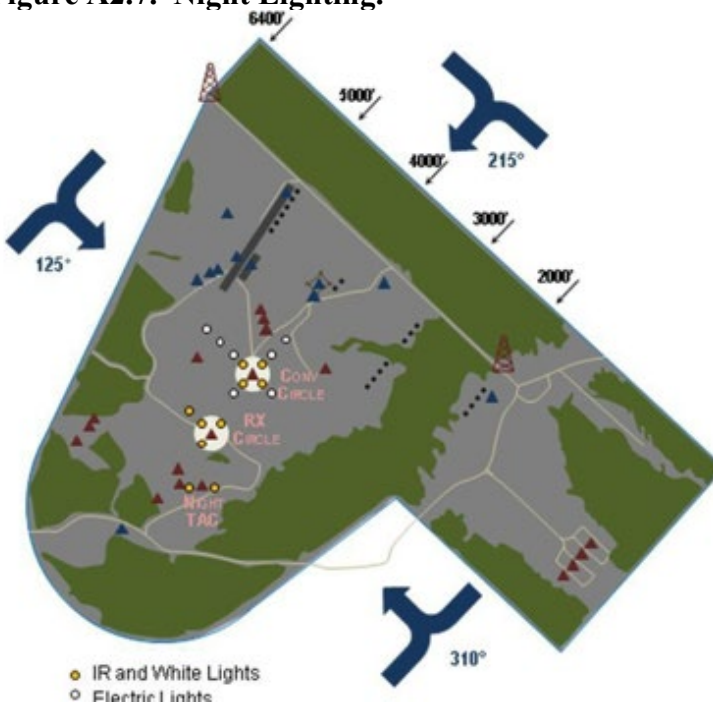 Figure A2.7. Night Lighting.
6400'
5000'
4000'
215°
3000'
2000'
125°
CONV
CIRCLE
RX
CIRCLE
NIGHT
TAC
310°
IR and White Lights
Electric Lights